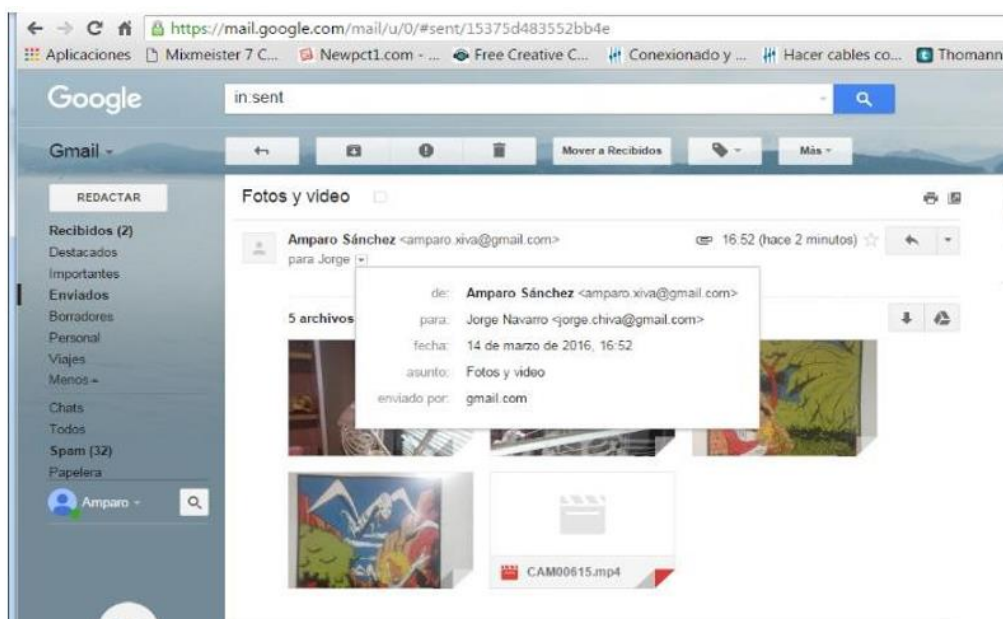 https://mail.google.com/mail/u/0/#sent/15375d483552bb4e
Aplicaciones Mixmeister 7 C... Newpct1.com - ... Free Creative C... Conexionado y ... Hacer cables co... Thomann
Google
in:sent
Gmail
Mover a Recibidos
Más
REDACTAR
Recibidos (2)
Destacados
Importantes
Enviados
Borradores
Personal
Viajes
Menos
Chats
Todos
Spam (32)
Papelera
Amparo
Fotos y video
Amparo Sánchez <amparo.xiva@gmail.com> 16:52 (hace 2 minutos)
para Jorge
de: Amparo Sánchez <amparo.xiva@gmail.com>
para: Jorge Navarro <jorge.chiva@gmail.com>
fecha: 14 de marzo de 2016, 16:52
asunto: Fotos y video
enviado por: gmail.com
5 archivos
CAM00615.mp4